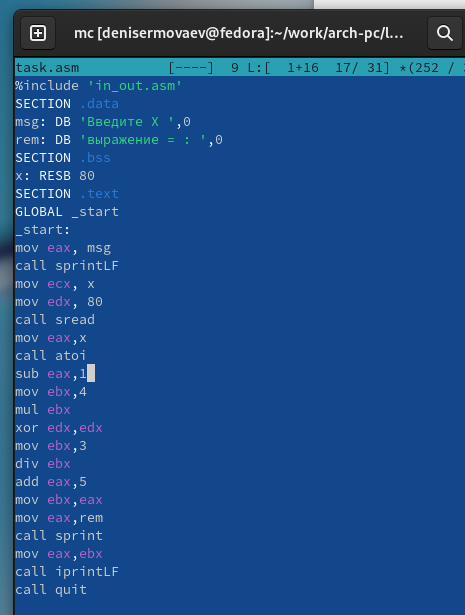 mc [denisermovaev@fedora]:~/work/arch-pc/l...
task.asm [----] 9 L:[ 1+16 17/ 31] *(252 /
%include 'in_out.asm'
SECTION .data
msg: DB 'Введите X ',0
rem: DB 'выражение = : ',0
SECTION .bss
x: RESB 80
SECTION .text
GLOBAL _start
_start:
mov eax, msg
call sprintLF
mov ecx, x
mov edx, 80
call sread
mov eax,x
call atoi
sub eax,1
mov ebx,4
mul ebx
xor edx,edx
mov ebx,3
div ebx
add eax,5
mov ebx,eax
mov eax,rem
call sprint
mov eax,ebx
call iprintLF
call quit